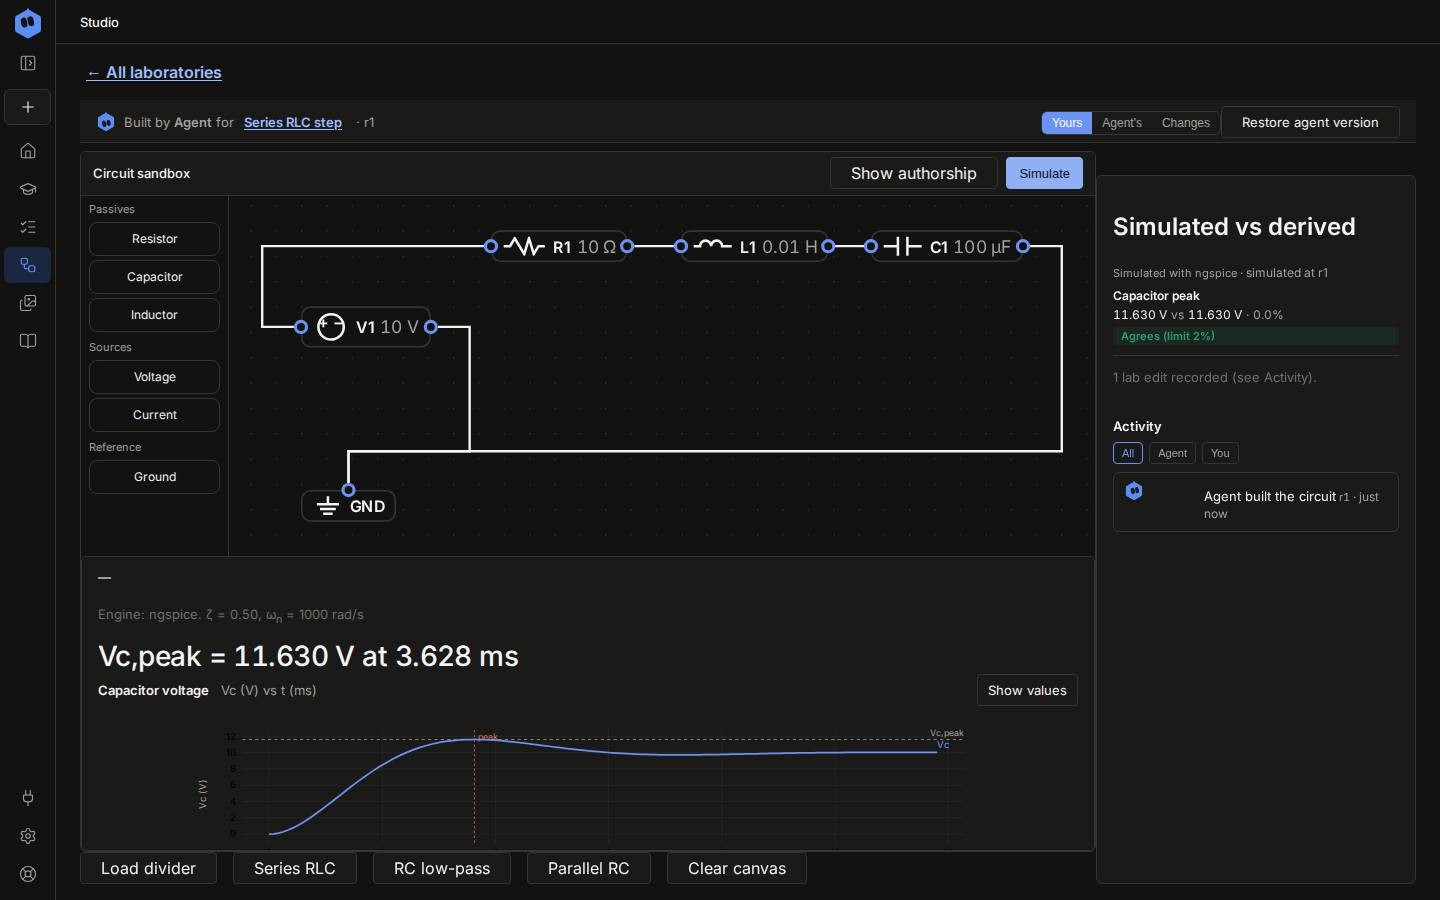 Studio
← All laboratories
Built by Agent for Series RLC step · r1
Yours Agent's Changes Restore agent version
Circuit sandbox
Show authorship Simulate
Passives
Resistor
Capacitor
Inductor
Sources
Voltage
Current
Reference
Ground
R1 10 Ω
L1 0.01 H
C1 100 µF
V1 10 V
GND
—
Engine: ngspice. ζ = 0.50, ωn = 1000 rad/s
Vc,peak = 11.630 V at 3.628 ms
Capacitor voltage Vc (V) vs t (ms)
Show values
Vc (V)
12
10
8
6
4
2
0
peak
Vc,peak
Vc
Load divider Series RLC RC low-pass Parallel RC Clear canvas
Simulated vs derived
Simulated with ngspice · simulated at r1
Capacitor peak
11.630 V vs 11.630 V · 0.0%
Agrees (limit 2%)
1 lab edit recorded (see Activity).
Activity
All Agent You
Agent built the circuit r1 · just
now